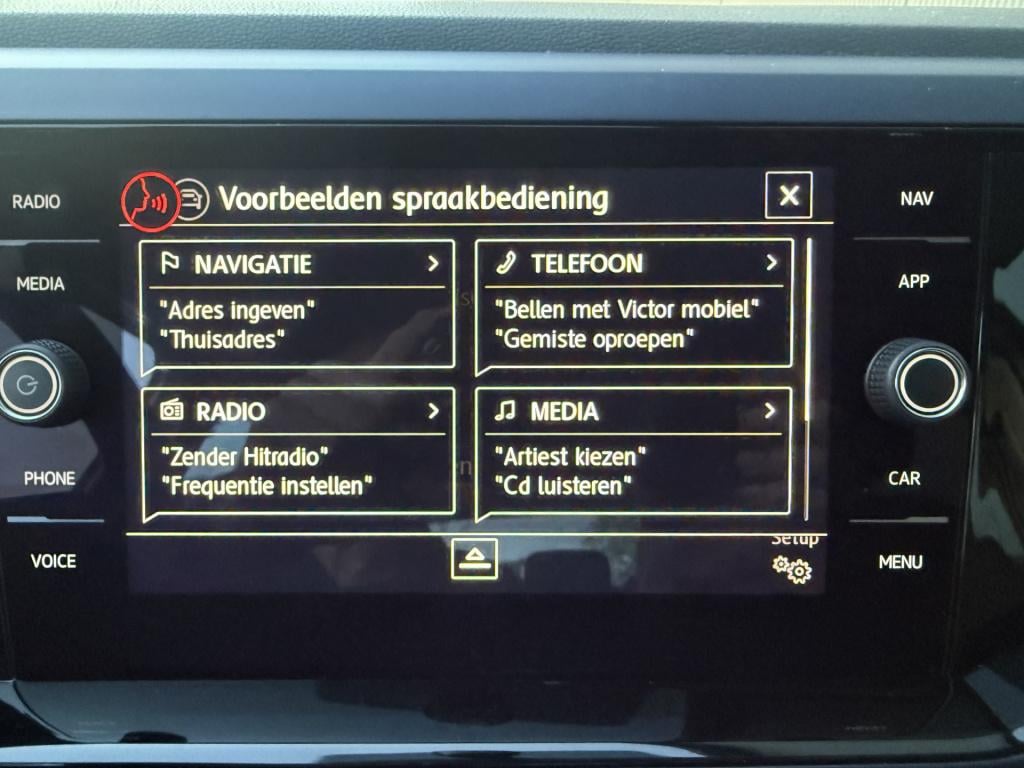 RADIO
MEDIA
PHONE
VOICE
Voorbeelden spraakbediening
NAVIGATIE
"Adres ingeven"
"Thuisadres"
TELEFOON
"Bellen met Victor mobiel"
"Gemiste oproepen"
RADIO
"Zender Hitradio"
"Frequentie instellen"
MEDIA
"Artiest kiezen"
"Cd luisteren"
Setup
NAV
APP
CAR
MENU